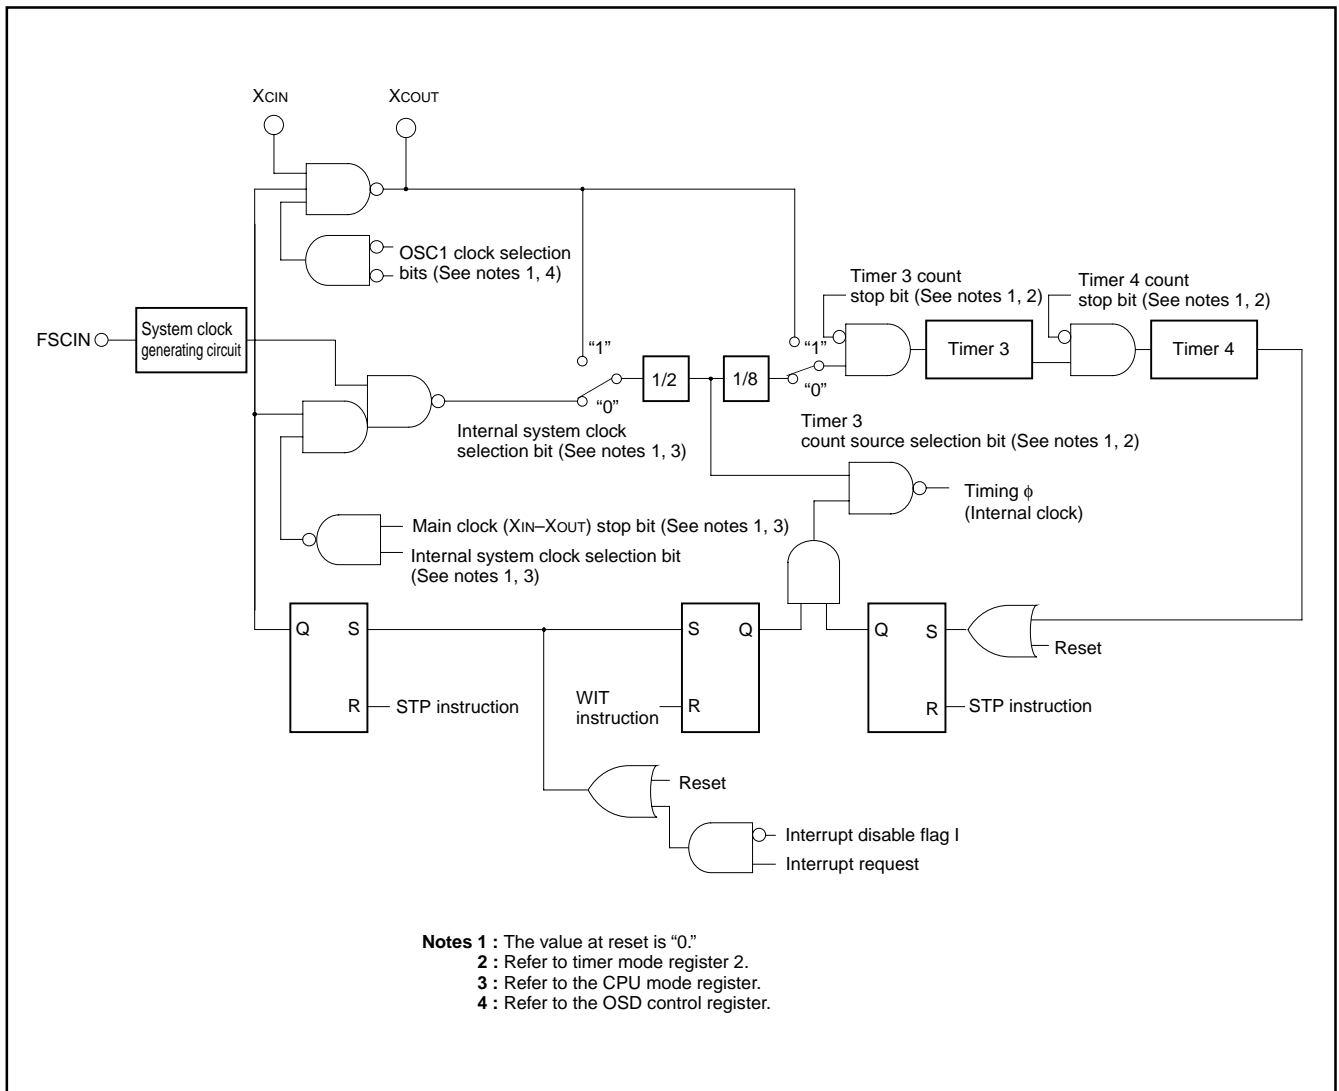 XCIN
XCOUT
OSC1 clock selection
bits (See notes 1, 4)
Timer 3 count
stop bit (See notes 1, 2)
Timer 4 count
stop bit (See notes 1, 2)
FSCIN
System clock
generating circuit
“1”
“0”
1/2
1/8
“1”
“0”
Timer 3
Timer 4
Internal system clock
selection bit (See notes 1, 3)
Timer 3
count source selection bit (See notes 1, 2)
Timing ϕ
(Internal clock)
Main clock (XIN–XOUT) stop bit (See notes 1, 3)
Internal system clock selection bit
(See notes 1, 3)
Q
S
R
STP instruction
S
Q
R
WIT
instruction
Q
S
R
Reset
STP instruction
Reset
Interrupt disable flag I
Interrupt request
Notes 1 : The value at reset is “0.”
2 : Refer to timer mode register 2.
3 : Refer to the CPU mode register.
4 : Refer to the OSD control register.